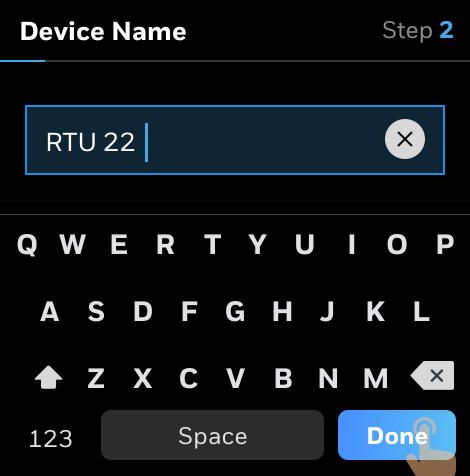 Device Name
Step 2
RTU 22
Q W E R T Y U I O P
A S D F G H J K L
Z X C V B N M
123 Space Done